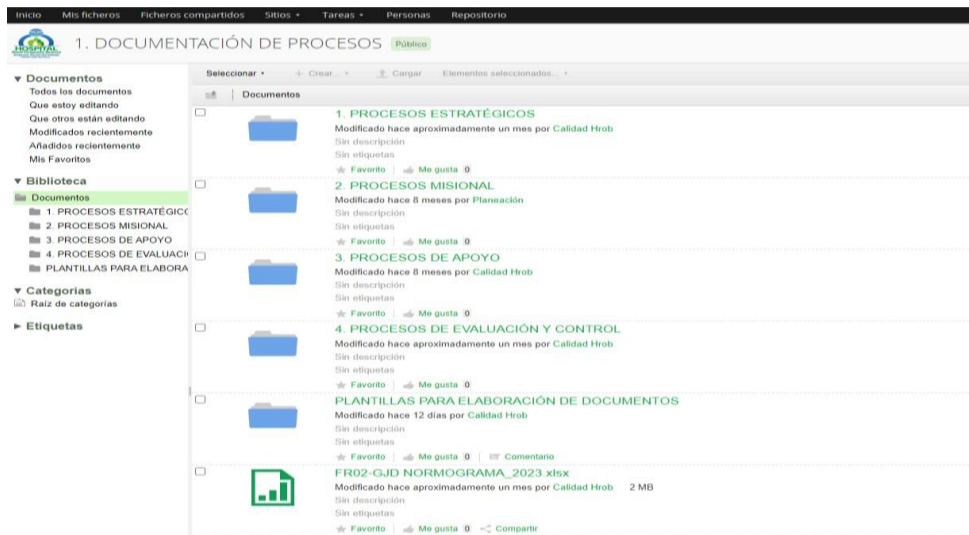 Inicio Mis ficheros Ficheros compartidos Sitios Tareas Personas Repositorio
HOSPITAL
1. DOCUMENTACIÓN DE PROCESOS Público
Documentos
Todos los documentos
Que estoy editando
Que otros están editando
Modificados recientemente
Añadidos recientemente
Mis Favoritos
Biblioteca
Documentos
1. PROCESOS ESTRATÉGICO
2. PROCESOS MISIONAL
3. PROCESOS DE APOYO
4. PROCESOS DE EVALUACI
PLANTILLAS PARA ELABORA
Categorías
Raíz de categorías
Etiquetas
Seleccionar Crear... Cargar Elementos seleccionados...
Documentos
1. PROCESOS ESTRATÉGICOS
Modificado hace aproximadamente un mes por Calidad Hrob
Sin descripción
Sin etiquetas
Favorito Me gusta 0
2. PROCESOS MISIONAL
Modificado hace 8 meses por Planeación
Sin descripción
Sin etiquetas
Favorito Me gusta 0
3. PROCESOS DE APOYO
Modificado hace 8 meses por Calidad Hrob
Sin descripción
Sin etiquetas
Favorito Me gusta 0
4. PROCESOS DE EVALUACIÓN Y CONTROL
Modificado hace aproximadamente un mes por Calidad Hrob
Sin descripción
Sin etiquetas
Favorito Me gusta 0
PLANTILLAS PARA ELABORACIÓN DE DOCUMENTOS
Modificado hace 12 días por Calidad Hrob
Sin descripción
Sin etiquetas
Favorito Me gusta 0 Comentario
FR02-GJD NORMOGRAMA_2023.xlsx
Modificado hace aproximadamente un mes por Calidad Hrob 2 MB
Sin descripción
Sin etiquetas
Favorito Me gusta 0 Compartir